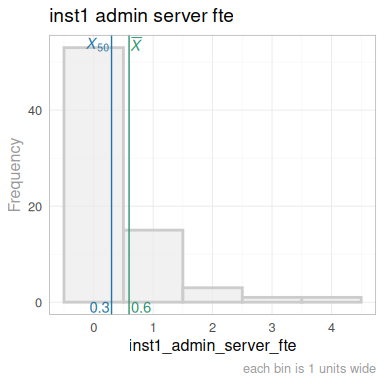 inst1 admin server fte
X50 X̅
Frequency
40
20
0
0.3 0.6
0 1 2 3 4
inst1_admin_server_fte
each bin is 1 units wide